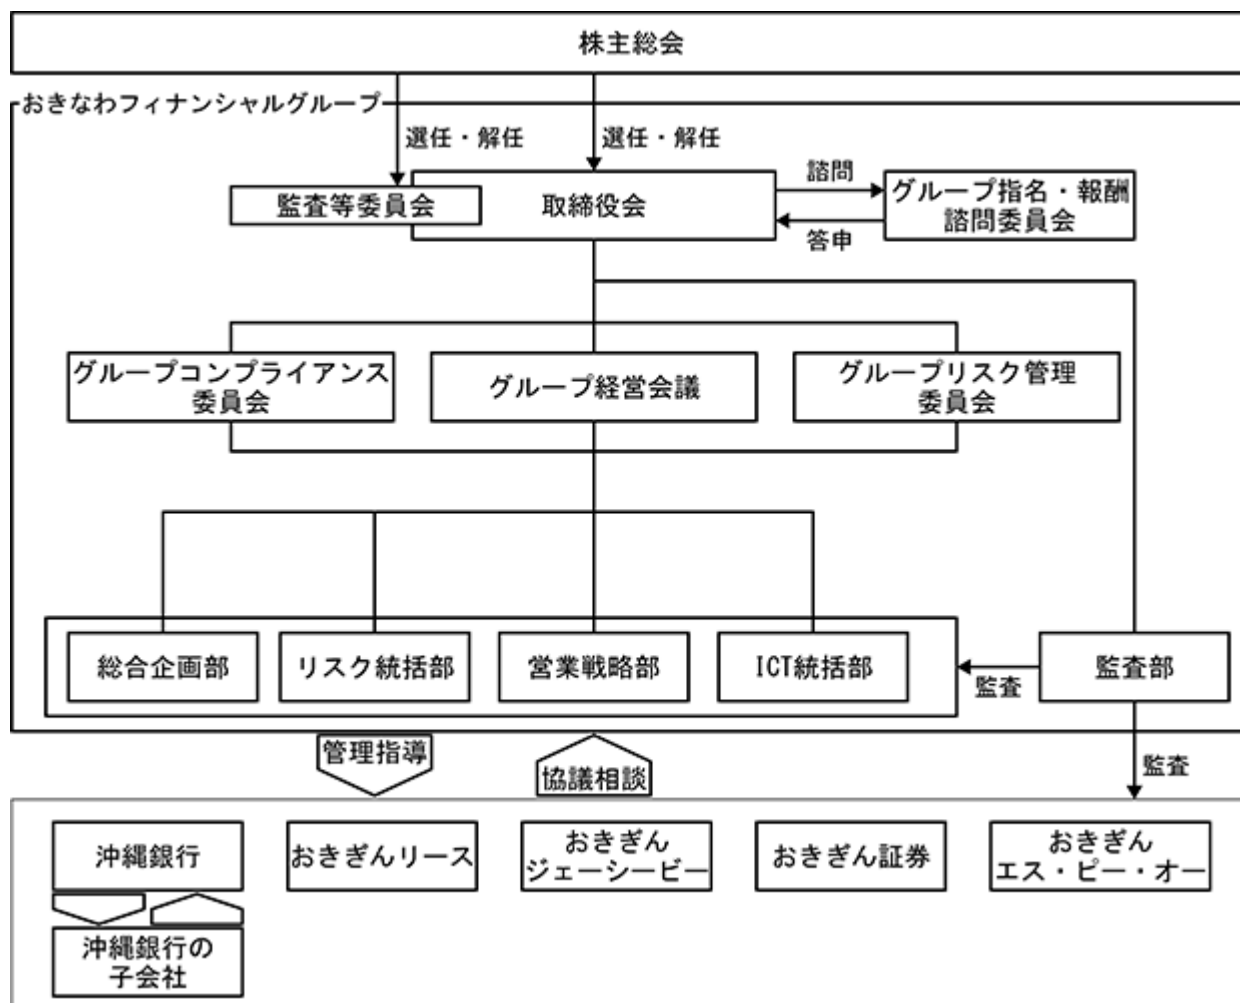 株主総会
おきなわフィナンシャルグループ
選任・解任
選任・解任
監査等委員会
取締役会
諮問
答申
グループ指名・報酬
諮問委員会
グループコンプライアンス
委員会
グループ経営会議
グループリスク管理
委員会
総合企画部
リスク統括部
営業戦略部
ICT統括部
監査
監査部
管理指導
協議相談
監査
沖縄銀行
おきぎんリース
おきぎん
ジェーシービー
おきぎん証券
おきぎん
エス・ピー・オー
沖縄銀行の
子会社